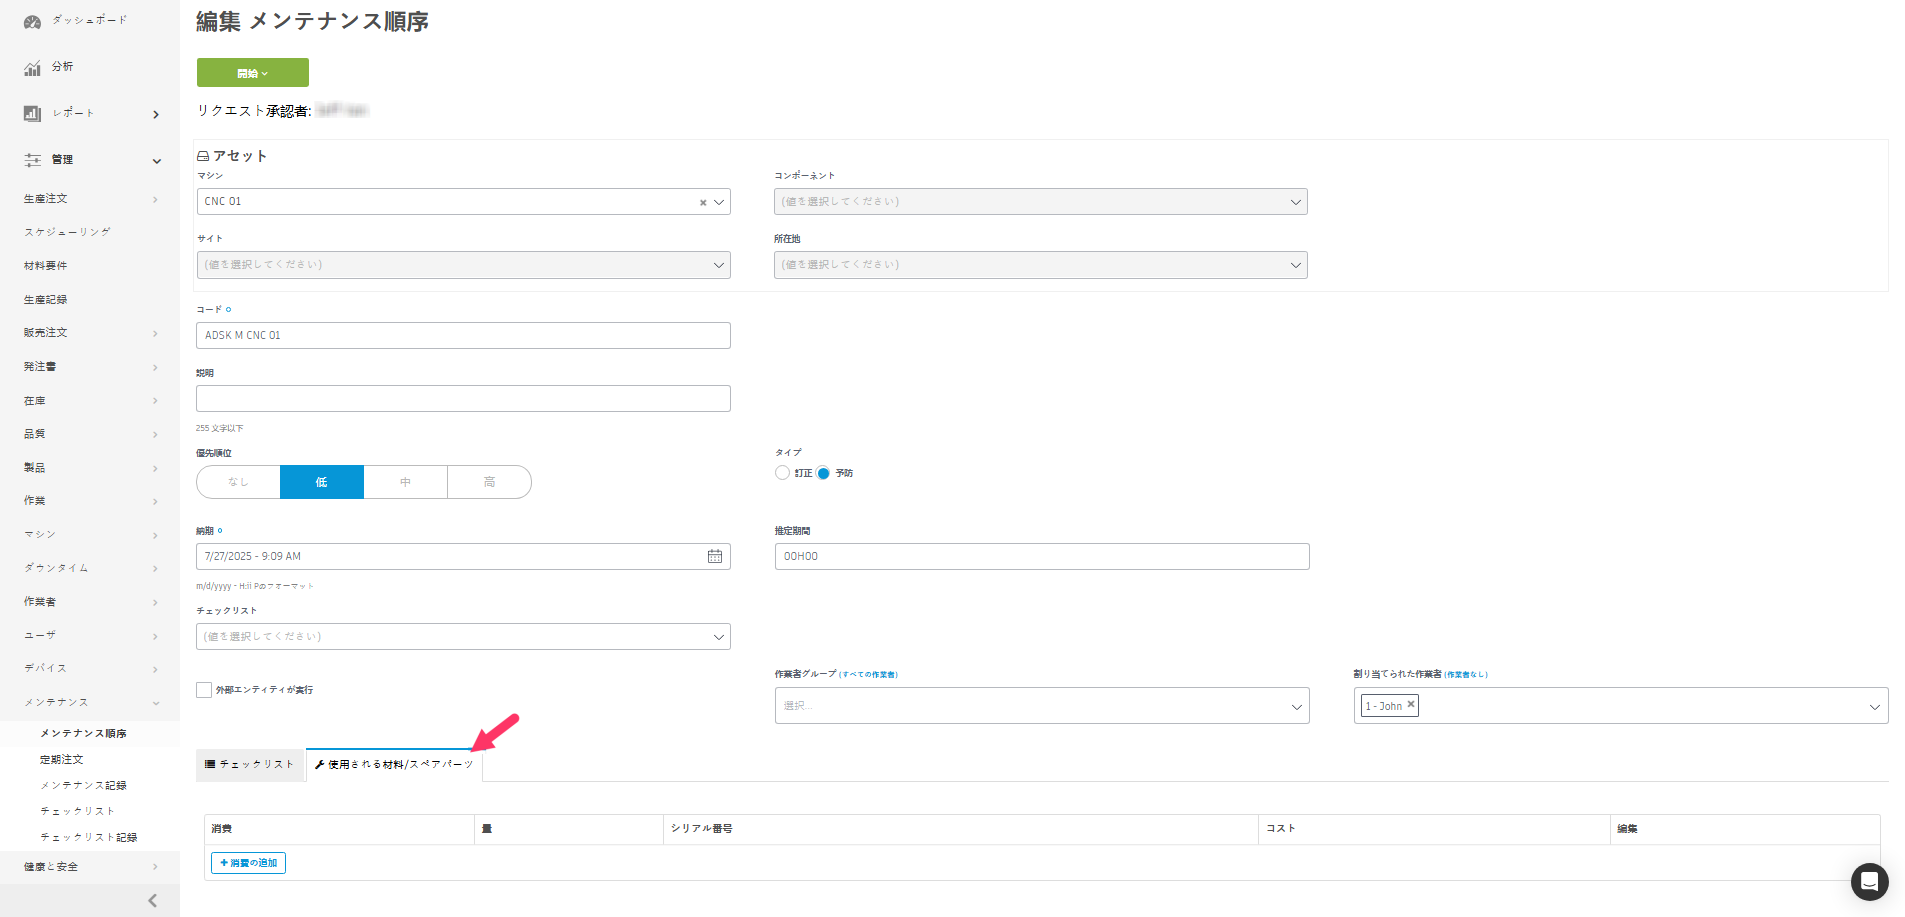 ダッシュボード
分析
レポート
管理
生産注文
スケジューリング
材料要件
生産記録
販売注文
発注書
在庫
品質
製品
作業
マシン
ダウンタイム
作業者
ユーザ
デバイス
メンテナンス
メンテナンス順序
定期注文
メンテナンス記録
チェックリスト
チェックリスト記録
健康と安全
編集 メンテナンス順序
開始
リクエスト承認者:
アセット
マシン
コンポーネント
CNC 01
(値を選択してください)
サイト
所在地
(値を選択してください)
(値を選択してください)
コード
ADSK M CNC 01
説明
255 文字以下
優先順位
タイプ
なし 低 中 高
訂正 予防
納期
推定期間
7/27/2025 - 9:09 AM
00H00
m/d/yyyy - H:ii Pのフォーマット
チェックリスト
(値を選択してください)
外部エンティティが実行
作業者グループ (すべての作業者)
選択...
割り当てられた作業者 (作業者なし)
1 - John
チェックリスト 使用される材料/スペアパーツ
消費 量 シリアル番号 コスト 編集
+ 消費の追加